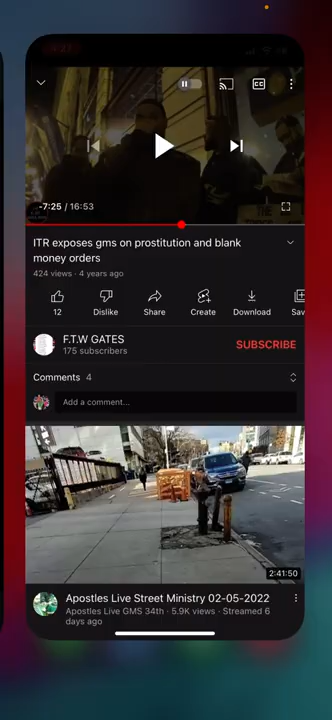 -7:25 / 16:53
ITR exposes gms on prostitution and blank
money orders
424 views · 4 years ago
12
Dislike
Share
Create
Download
Sav
F.T.W GATES
175 subscribers
SUBSCRIBE
Comments 4
Add a comment...
2:41:50
Apostles Live Street Ministry 02-05-2022
Apostles Live GMS 34th · 5.9K views · Streamed 6
days ago